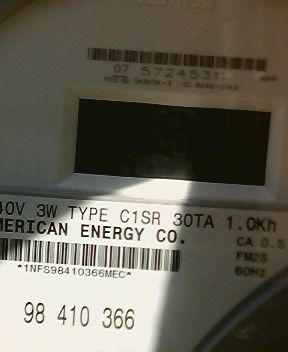 07 5724531
40V 3W TYPE C1SR 30TA 1.0Kh
MERICAN ENERGY CO.
CA 0.5
FM2S
60Hz
*1NFS98410366MEC*
98 410 366